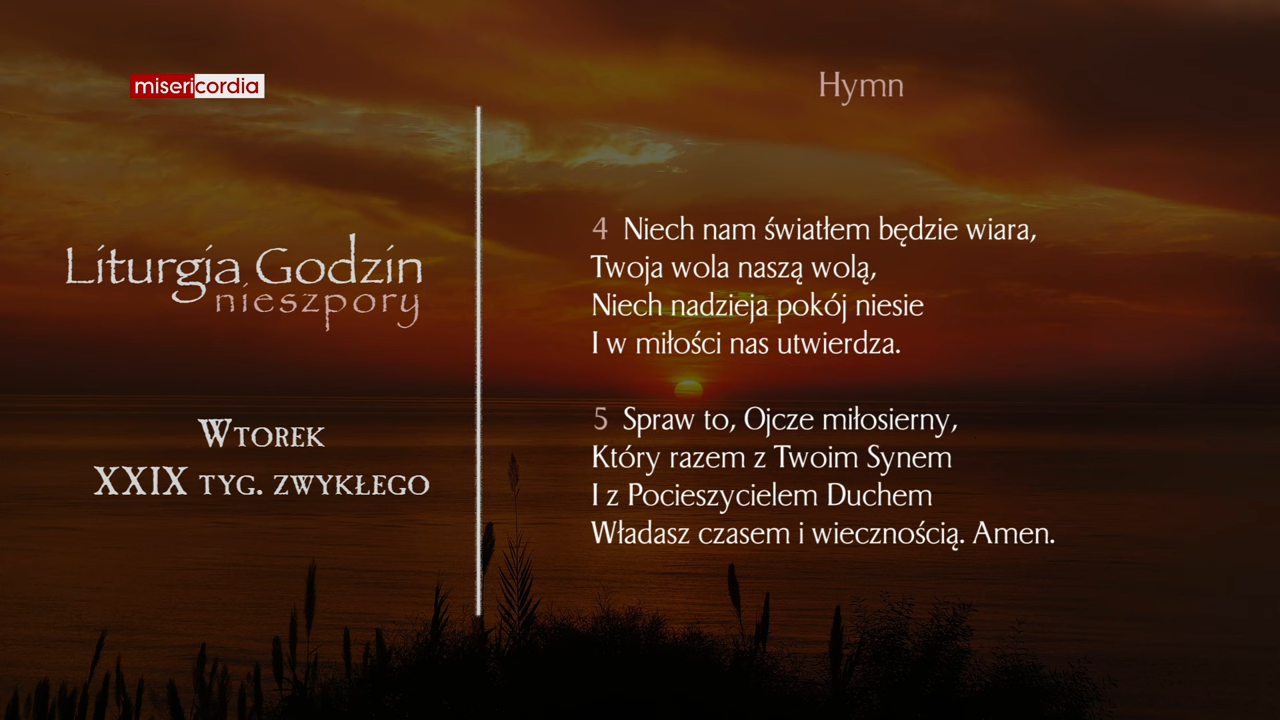 misericordia
Liturgia Godzin
nieszpory
Wtorek
XXIX tyg. zwykłego
Hymn
4 Niech nam światłem będzie wiara,
Twoja wola naszą wolą,
Niech nadzieja pokój niesie
I w miłości nas utwierdza.
5 Spraw to, Ojcze miłosierny,
Który razem z Twoim Synem
I z Pocieszycielem Duchem
Władasz czasem i wiecznością. Amen.